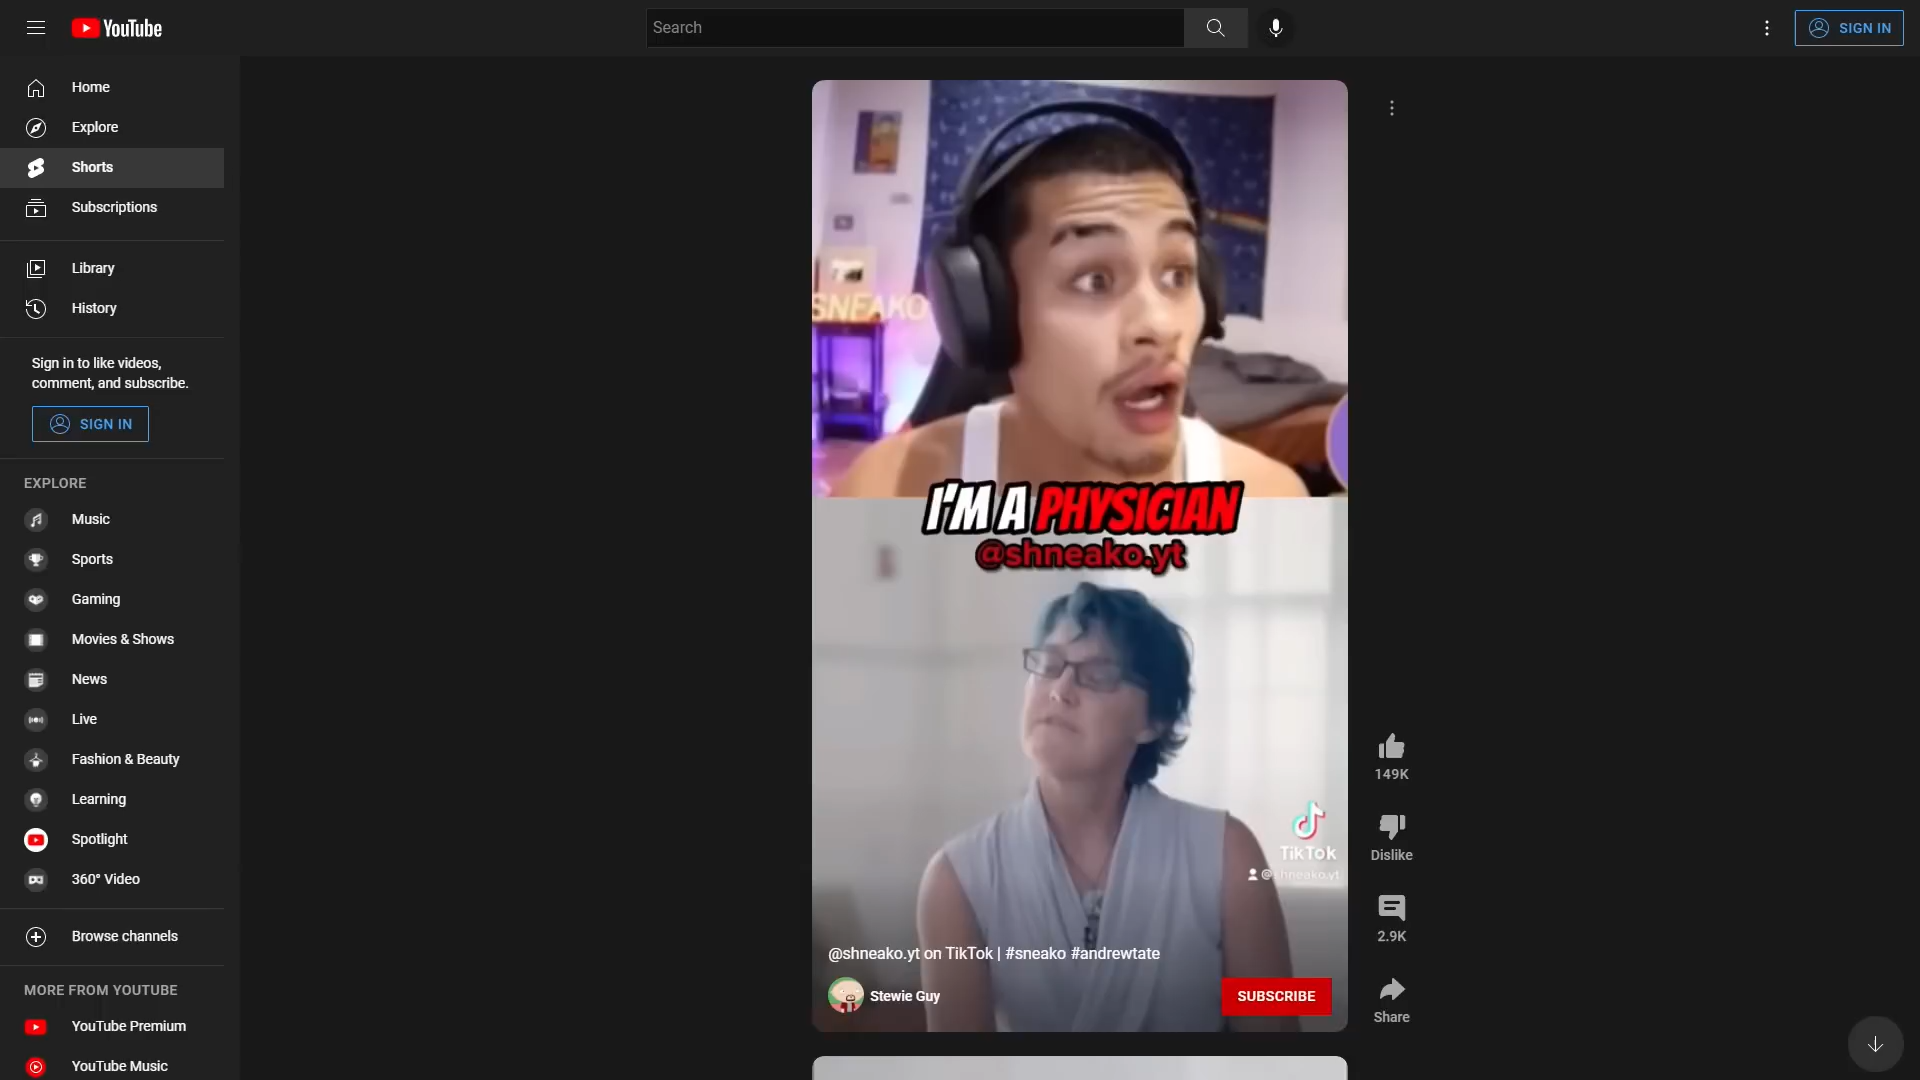 YouTube
Search
SIGN IN
Home
Explore
Shorts
Subscriptions
Library
History
Sign in to like videos,
comment, and subscribe.
SIGN IN
EXPLORE
Music
Sports
Gaming
Movies & Shows
News
Live
Fashion & Beauty
Learning
Spotlight
360° Video
Browse channels
MORE FROM YOUTUBE
YouTube Premium
YouTube Music
SNEAKO
I'M A PHYSICIAN
@shneako.yt
TikTok
@shneako.yt
@shneako.yt on TikTok | #sneako #andrewtate
Stewie Guy
SUBSCRIBE
149K
Dislike
2.9K
Share